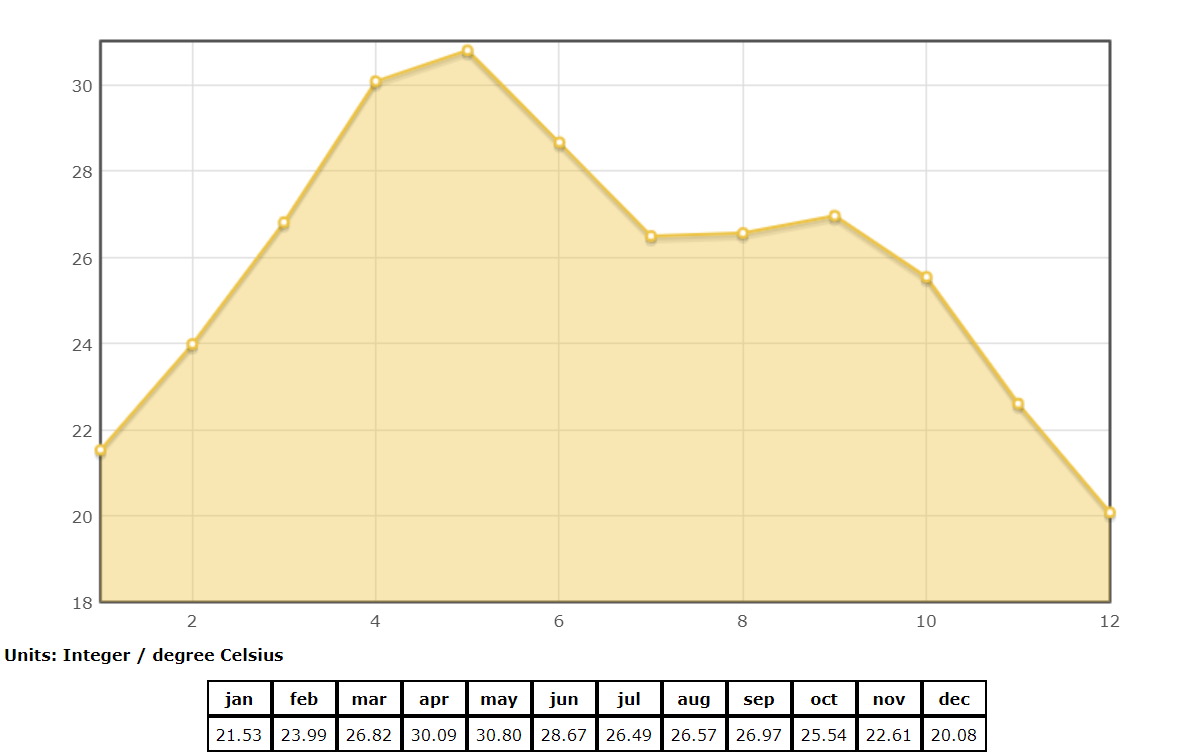 30
28
26
24
22
20
18
2 4 6 8 10 12
Units: Integer / degree Celsius
jan feb mar apr may jun jul aug sep oct nov dec
21.53 23.99 26.82 30.09 30.80 28.67 26.49 26.57 26.97 25.54 22.61 20.08